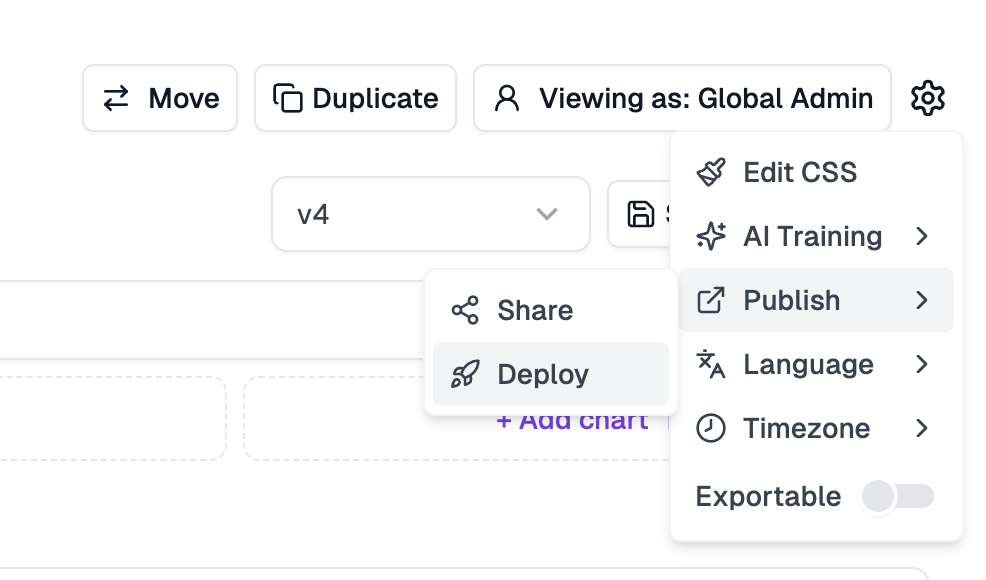 Move
Duplicate
Viewing as: Global Admin
Edit CSS
v4
AI Training
Publish
Share
Language
Deploy
+ Add chart
Timezone
Exportable